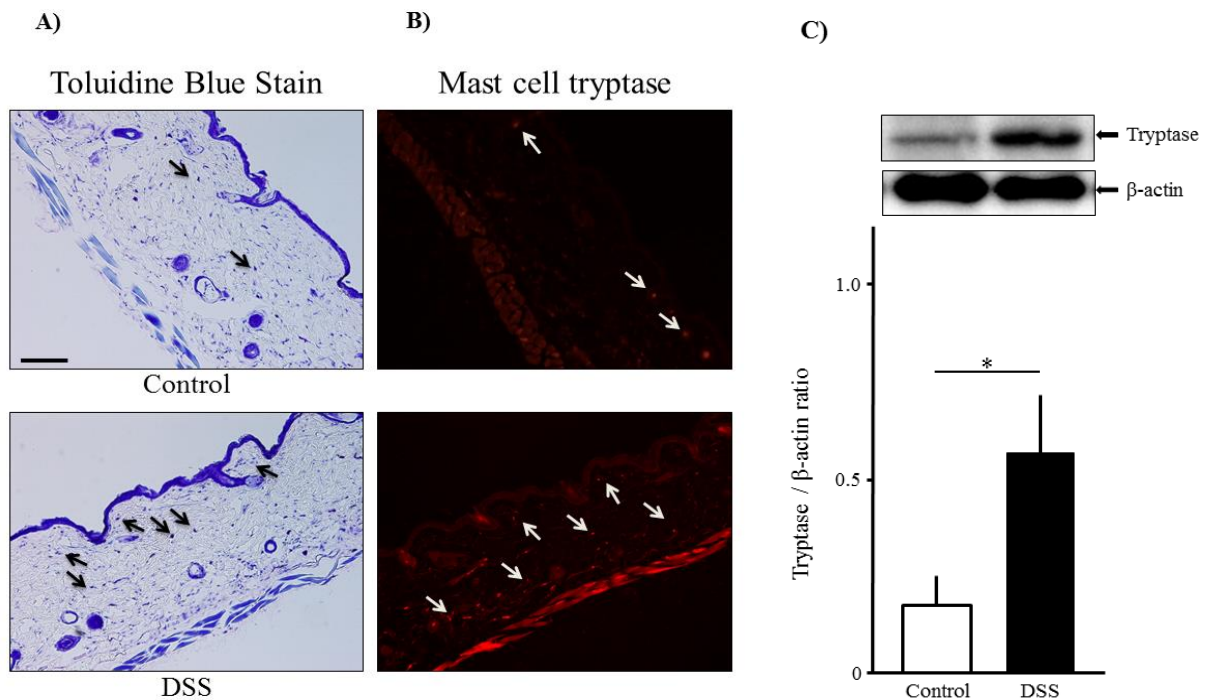 A)
B)
C)
Toluidine Blue Stain
Mast cell tryptase
Tryptase
β-actin
Control
DSS
Tryptase / β-actin ratio
1.0
0.5
0
*
Control
DSS